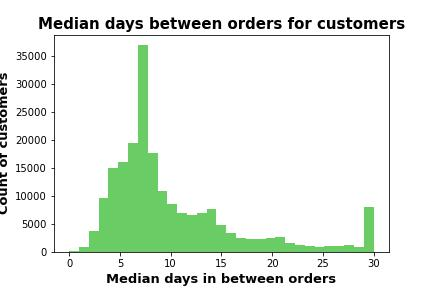 Median days between orders for customers
Count of customers
35000
30000
25000
20000
15000
10000
5000
0
0 5 10 15 20 25 30
Median days in between orders